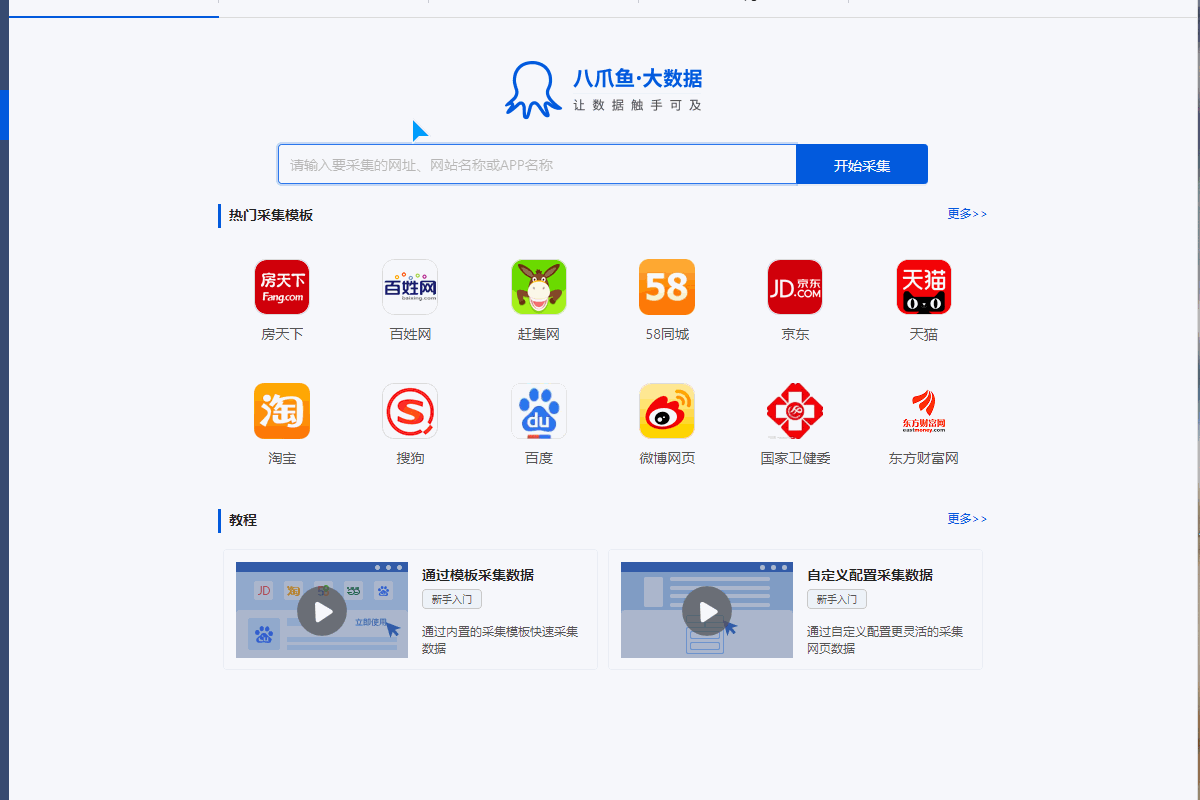 八爪鱼·大数据
让数据触手可及
请输入要采集的网址、网站名称或APP名称
开始采集
热门采集模板
更多>>
房天下
Fang.com
百姓网
baixing.com
58
JD京东
.COM
天猫
房天下
百姓网
赶集网
58同城
京东
天猫
淘
S
du
东方财富网
eastmoney.com
淘宝
搜狗
百度
微博网页
国家卫健委
东方财富网
教程
更多>>
JD
淘
58
立即使用
通过模板采集数据
新手入门
通过内置的采集模板快速采集
数据
自定义配置采集数据
新手入门
通过自定义配置更灵活的采集
网页数据